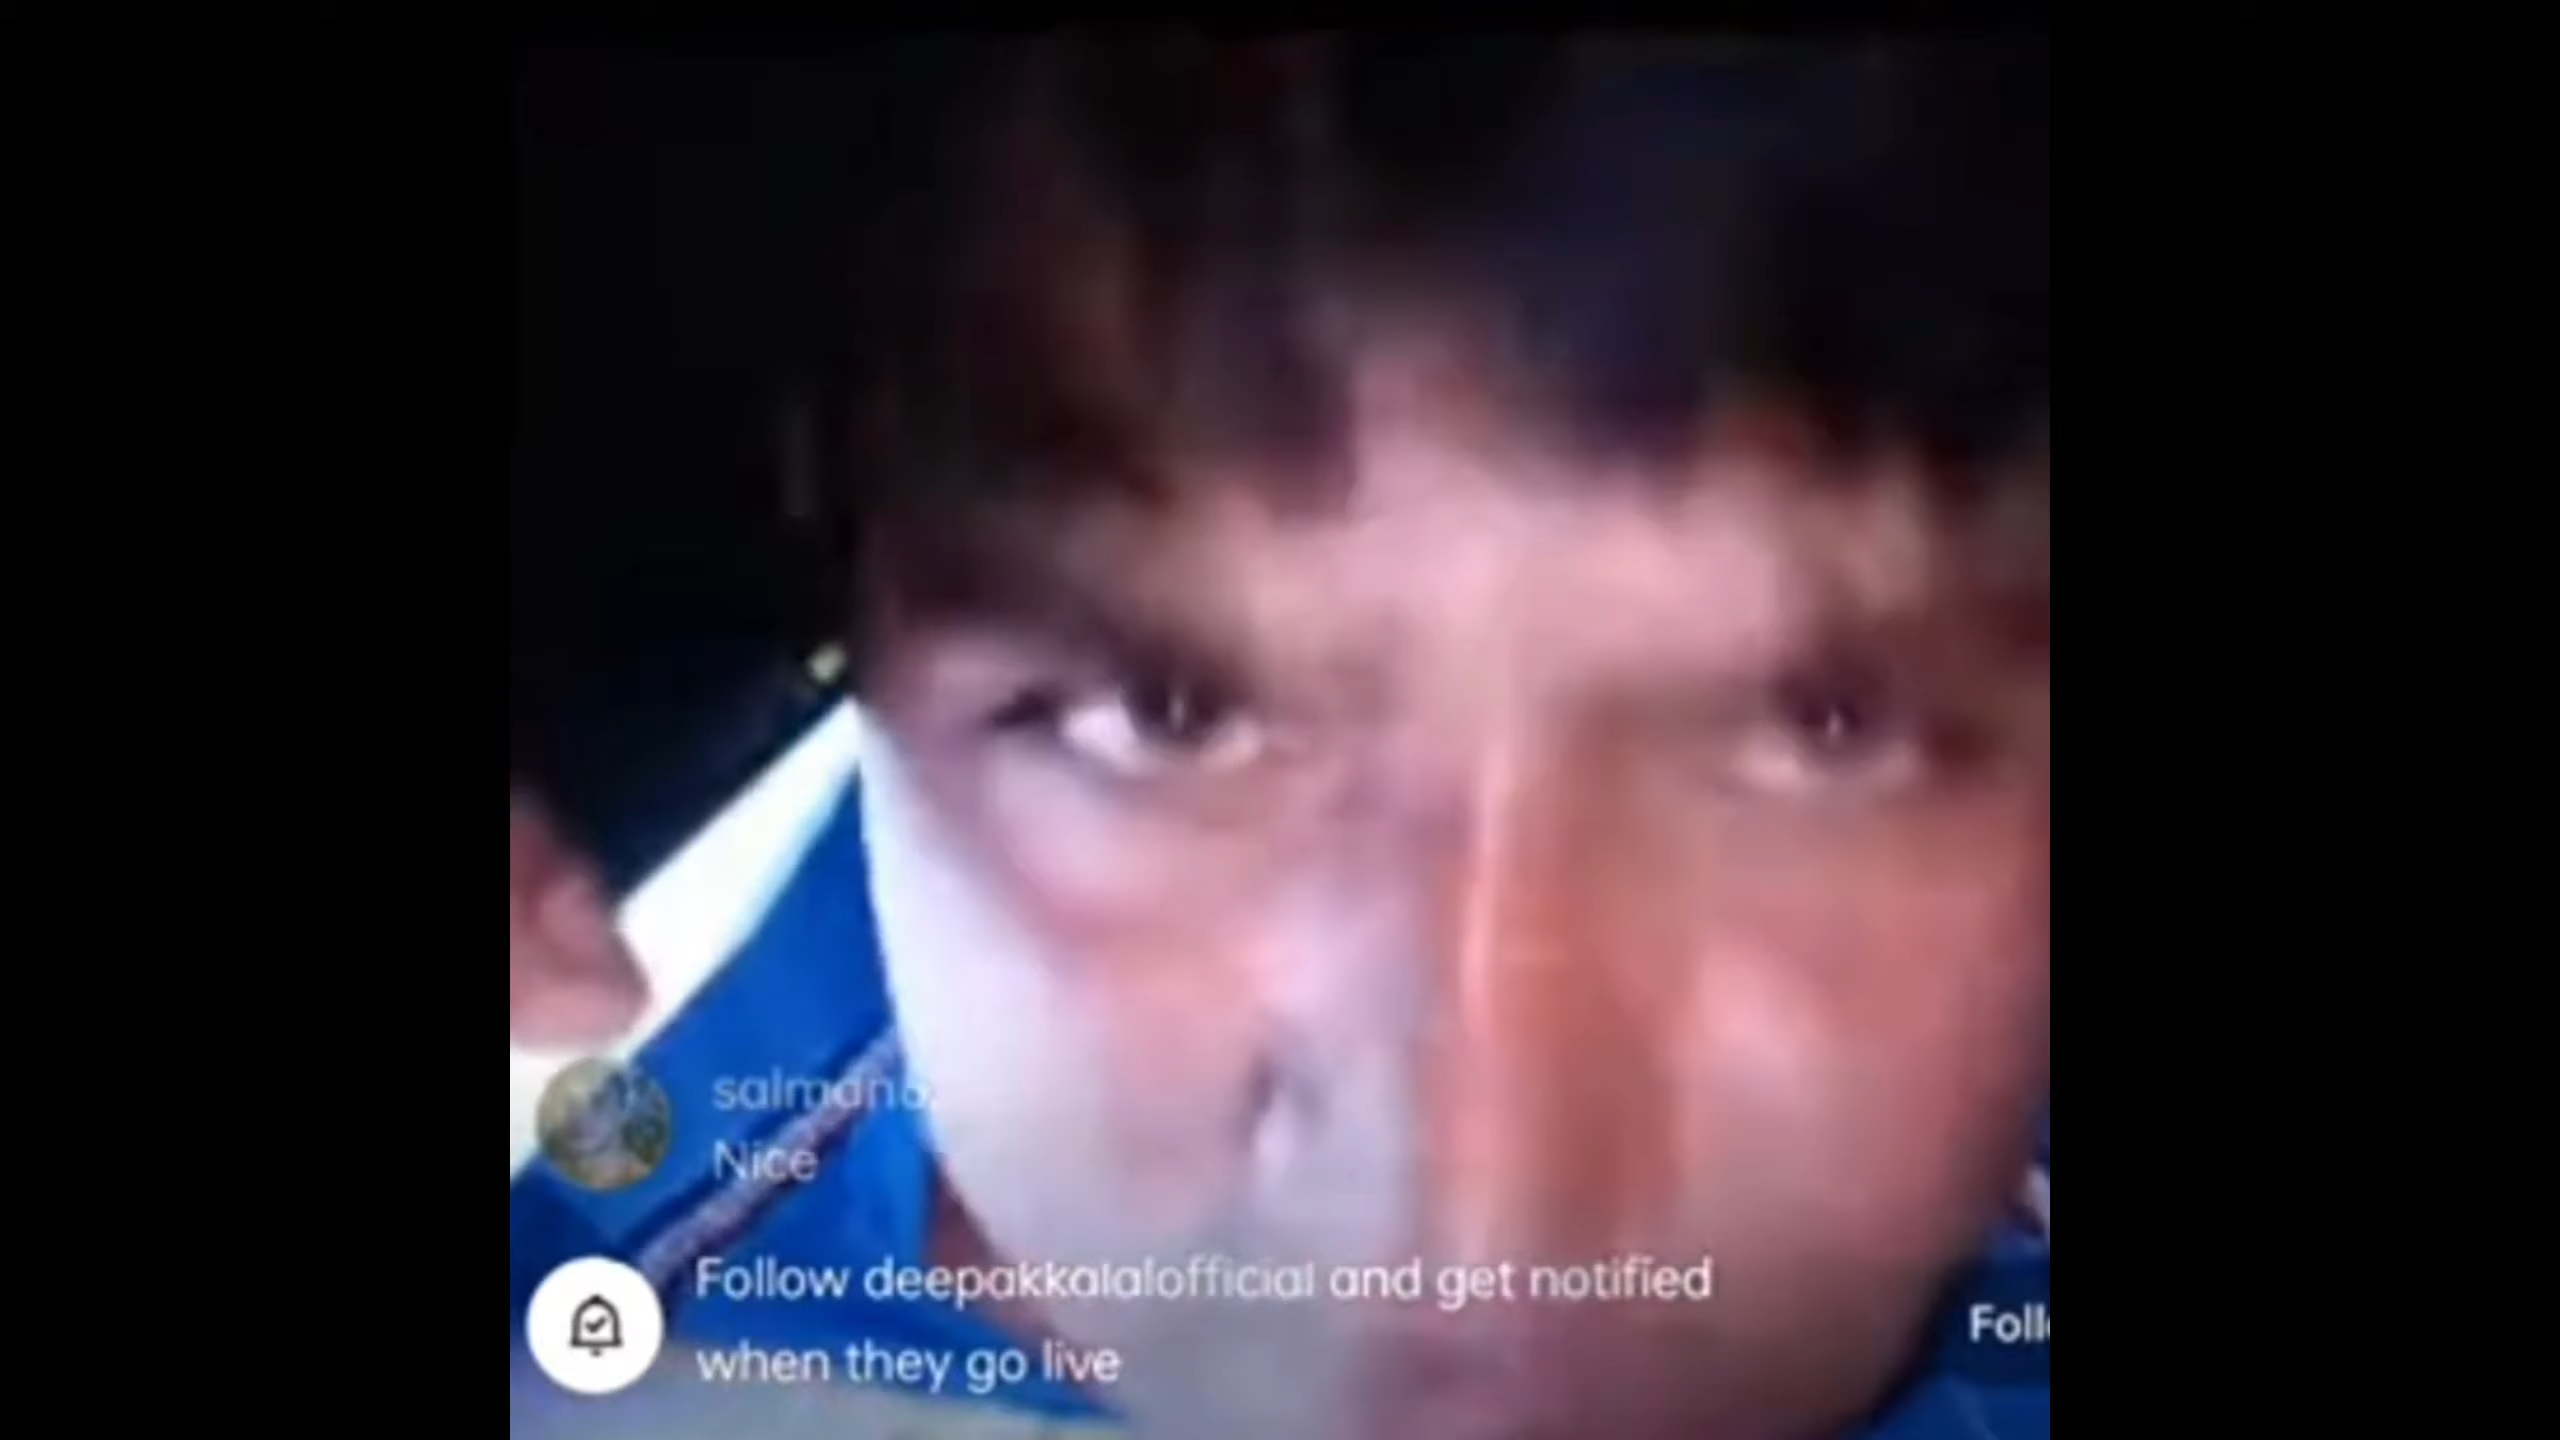 Nice
Follow deepakkalalofficial and get notified
when they go live